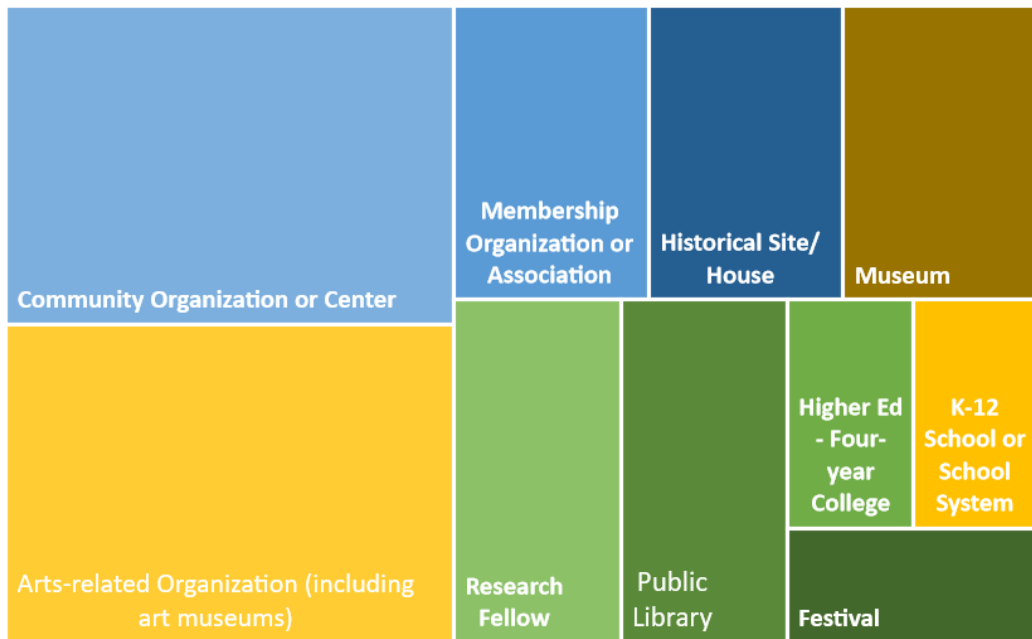 Community Organization or Center
Membership
Organization or
Association
Historical Site/
House
Museum
Arts-related Organization (including
art museums)
Research
Fellow
Public
Library
Higher Ed
- Four-
year
College
K-12
School or
School
System
Festival